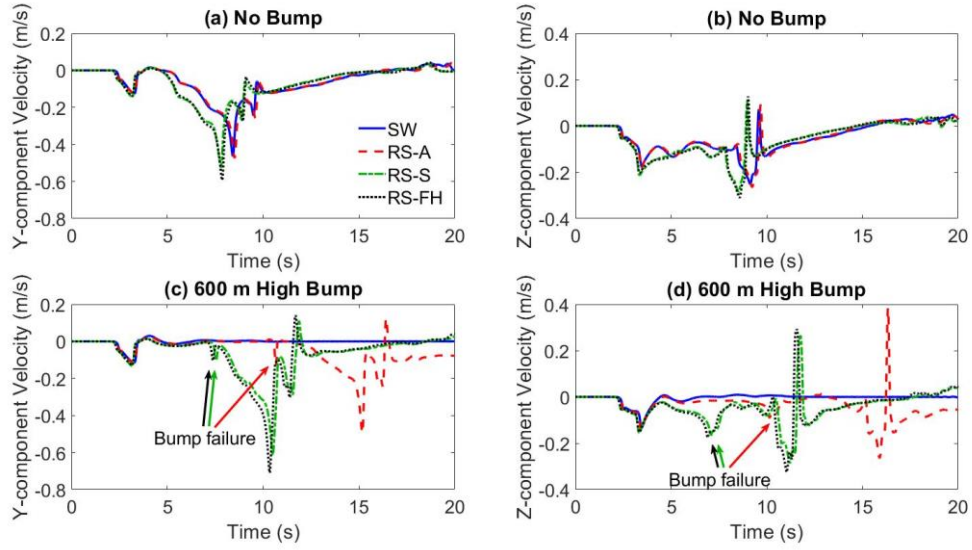 (a) No Bump
Y-component Velocity (m/s)
0.2
0
-0.2
-0.4
-0.6
-0.8
SW
RS-A
RS-S
RS-FH
0 5 10 15 20
Time (s)
(b) No Bump
Z-component Velocity (m/s)
0.4
0.2
0
-0.2
-0.4
0 5 10 15 20
Time (s)
(c) 600 m High Bump
Y-component Velocity (m/s)
0.2
0
-0.2
-0.4
-0.6
-0.8
Bump failure
0 5 10 15 20
Time (s)
(d) 600 m High Bump
Z-component Velocity (m/s)
0.4
0.2
0
-0.2
-0.4
Bump failure
0 5 10 15 20
Time (s)